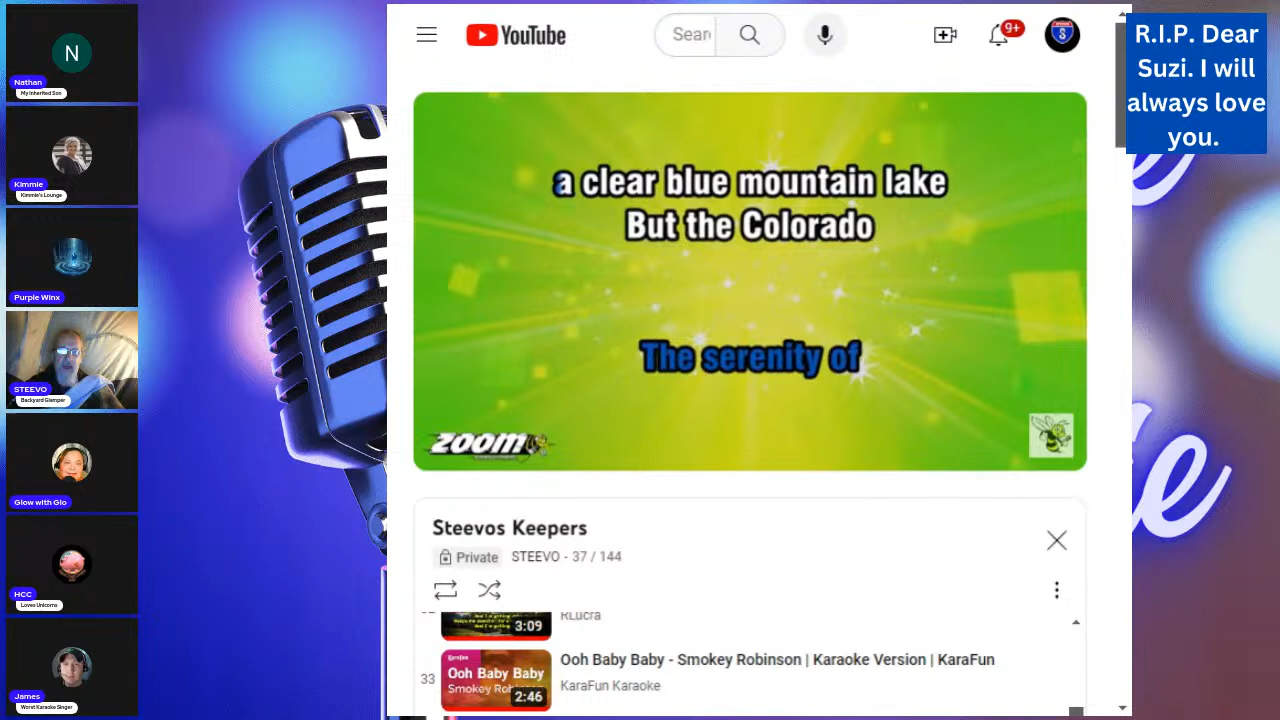 N
Nathan
My Inherited Son
Kimmie
Kimmie's Lounge
Purple Winx
STEEVO
Backyard Glamper
Glow with Glo
HCC
Loves Unicorns
James
Worst Karaoke Singer
YouTube
Sear
9+
S
a clear blue mountain lake
But the Colorado
The serenity of
ZOOM
Steevos Keepers
Private
STEEVO - 37 / 144
3:09
RLucra
33
KaraFun
Ooh Baby Baby
Smokey Rob
2:46
Ooh Baby Baby - Smokey Robinson | Karaoke Version | KaraFun
KaraFun Karaoke
R.I.P. Dear
Suzi. I will
always love
you.